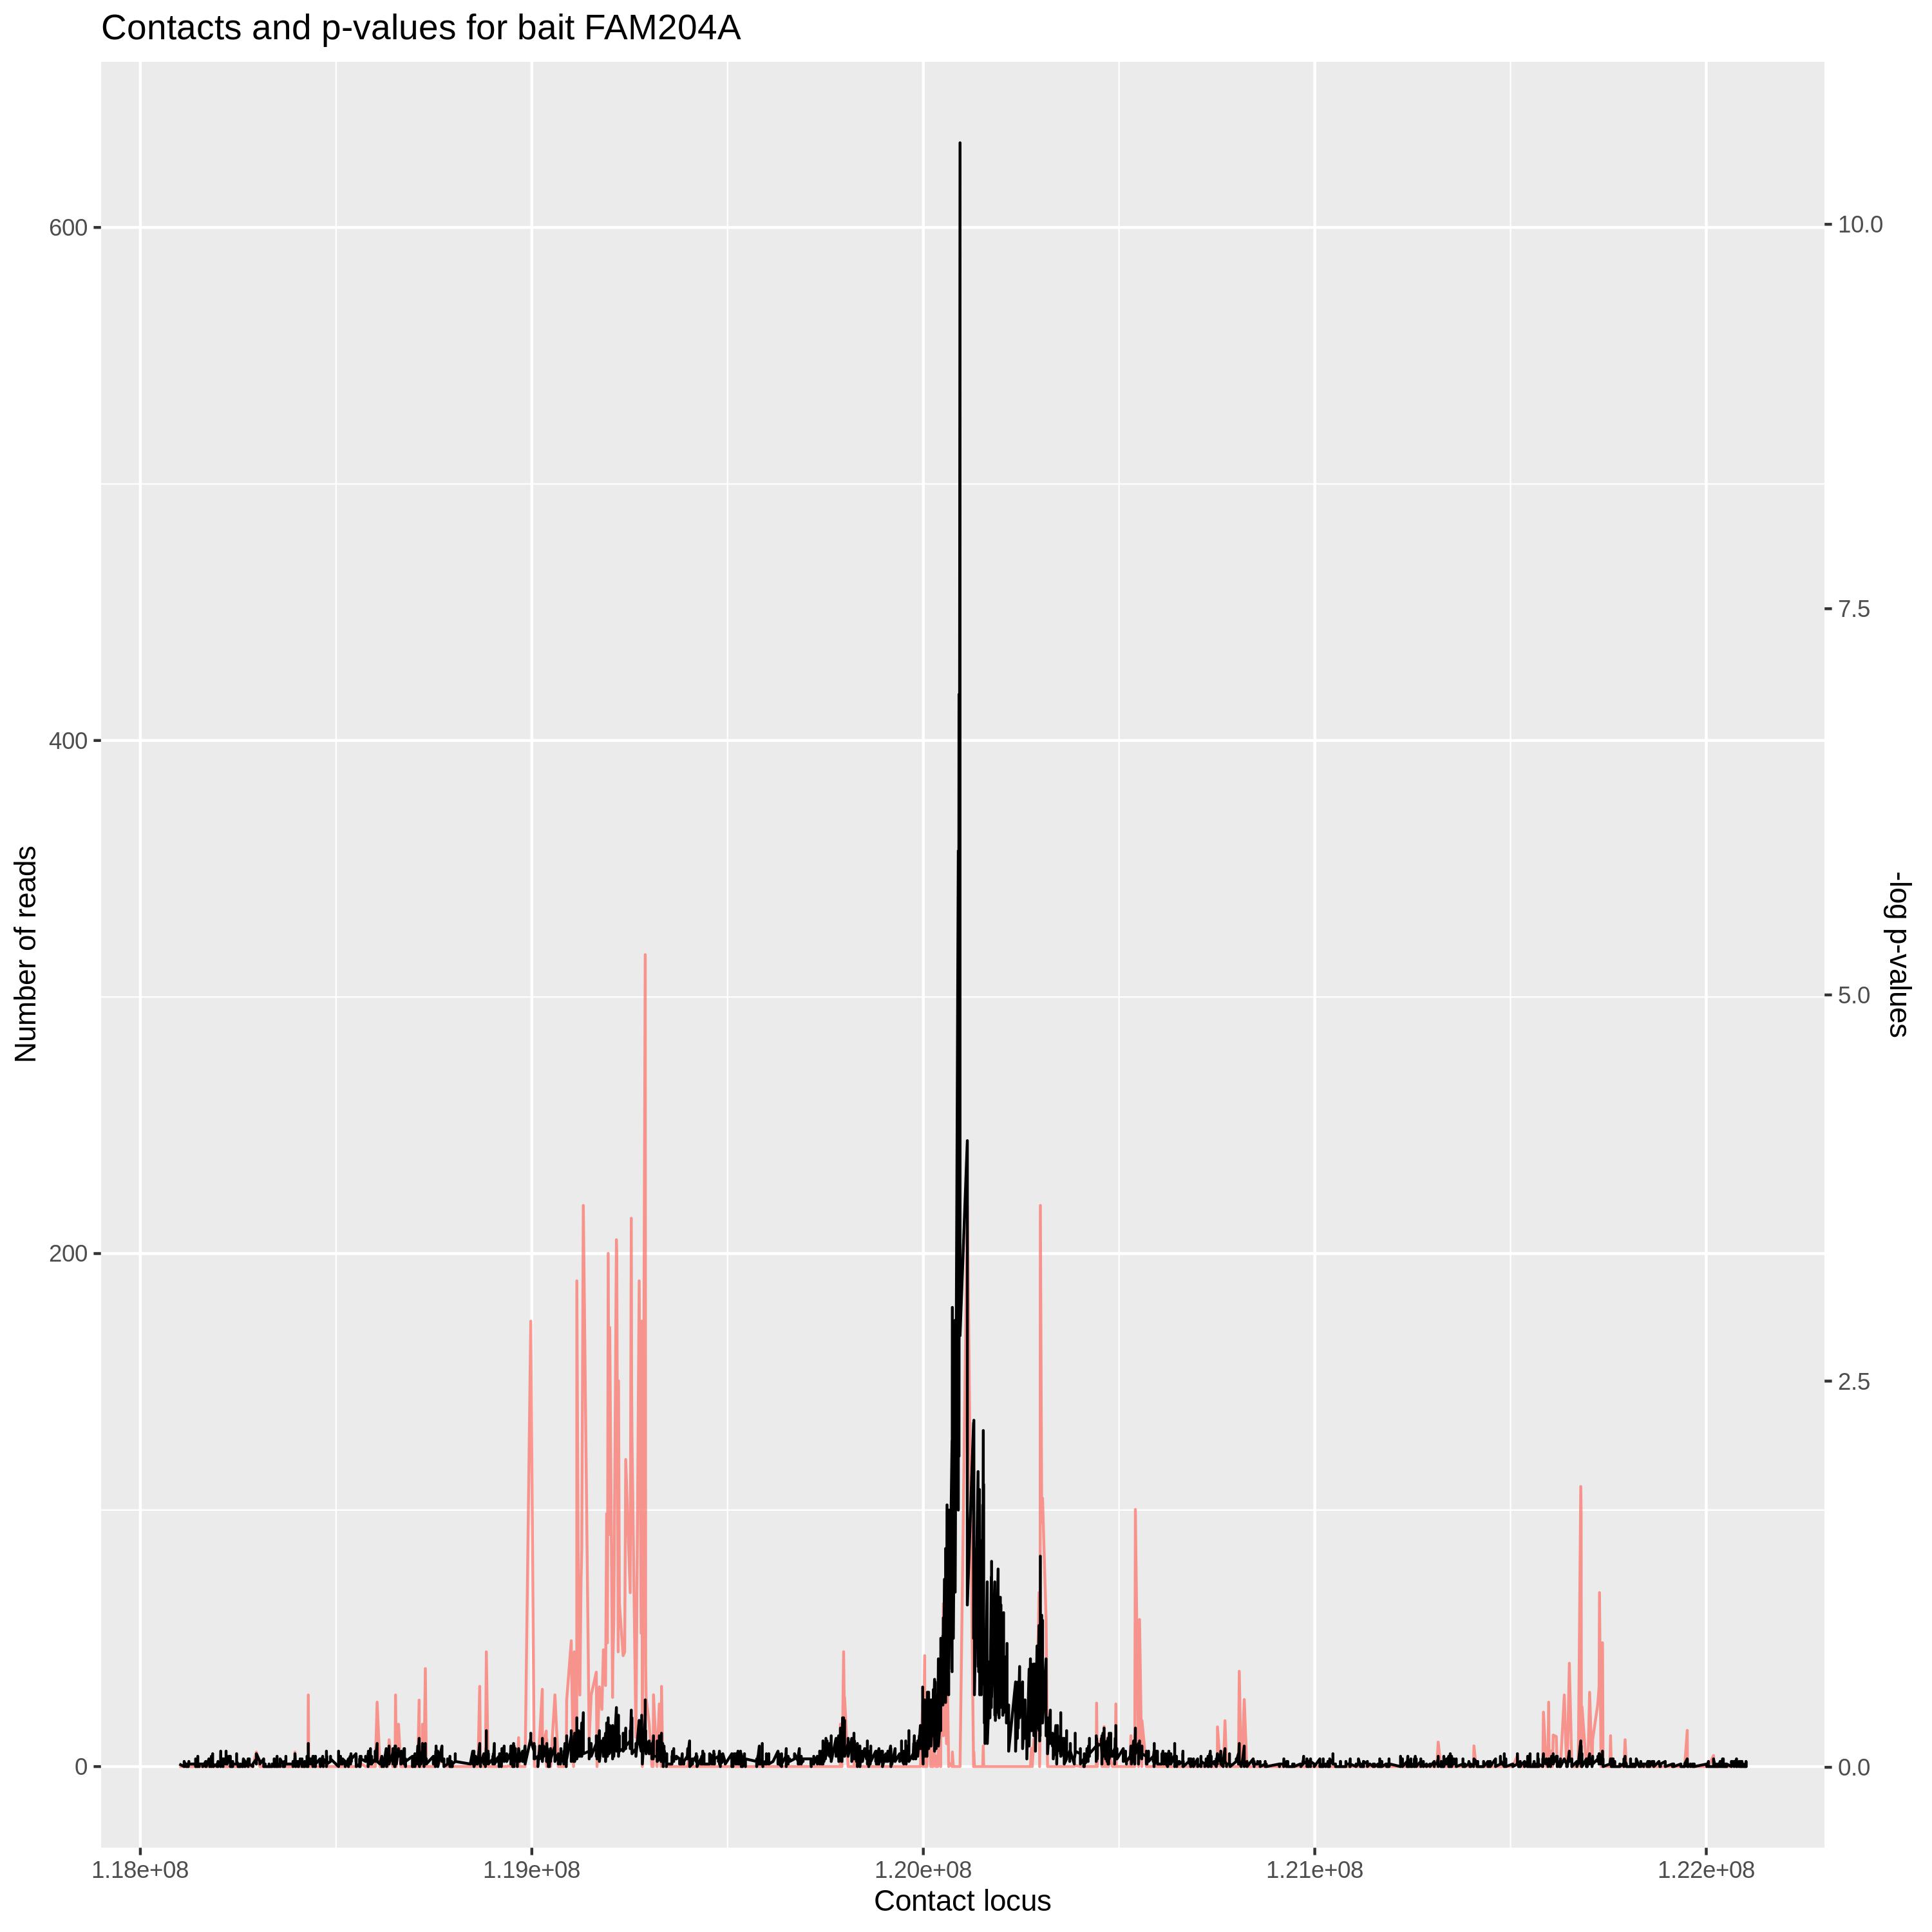 Contacts and p-values for bait FAM204A
600
400
200
0
10.0
7.5
5.0
2.5
0.0
Number of reads
-log p-values
1.18e+08 1.19e+08 1.20e+08 1.21e+08 1.22e+08
Contact locus